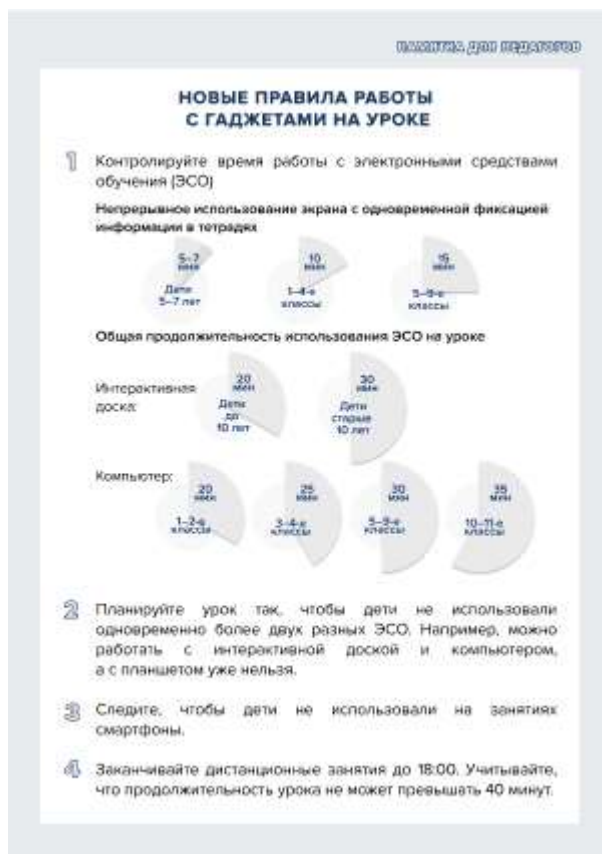 ПАМЯТКА ДЛЯ ПЕДАГОГОВ
НОВЫЕ ПРАВИЛА РАБОТЫ
С ГАДЖЕТАМИ НА УРОКЕ
1 Контролируйте время работы с электронными средствами
обучения (ЭСО)
Непрерывное использование экрана с одновременной фиксацией
информации в тетрадях
5–7 мин
Дети
5–7 лет
10 мин
1–4-е
классы
15 мин
5–9-е
классы
Общая продолжительность использования ЭСО на уроке
Интерактивная
доска:
20 мин
Дети
до
10 лет
30 мин
Дети
старше
10 лет
Компьютер:
20 мин
1–2-е
классы
25 мин
3–4-е
классы
30 мин
5–9-е
классы
35 мин
10–11-е
классы
2 Планируйте урок так, чтобы дети не использовали
одновременно более двух разных ЭСО. Например, можно
работать с интерактивной доской и компьютером,
а с планшетом уже нельзя.
3 Следите, чтобы дети не использовали на занятиях
смартфоны.
4 Заканчивайте дистанционные занятия до 18:00. Учитывайте,
что продолжительность урока не может превышать 40 минут.